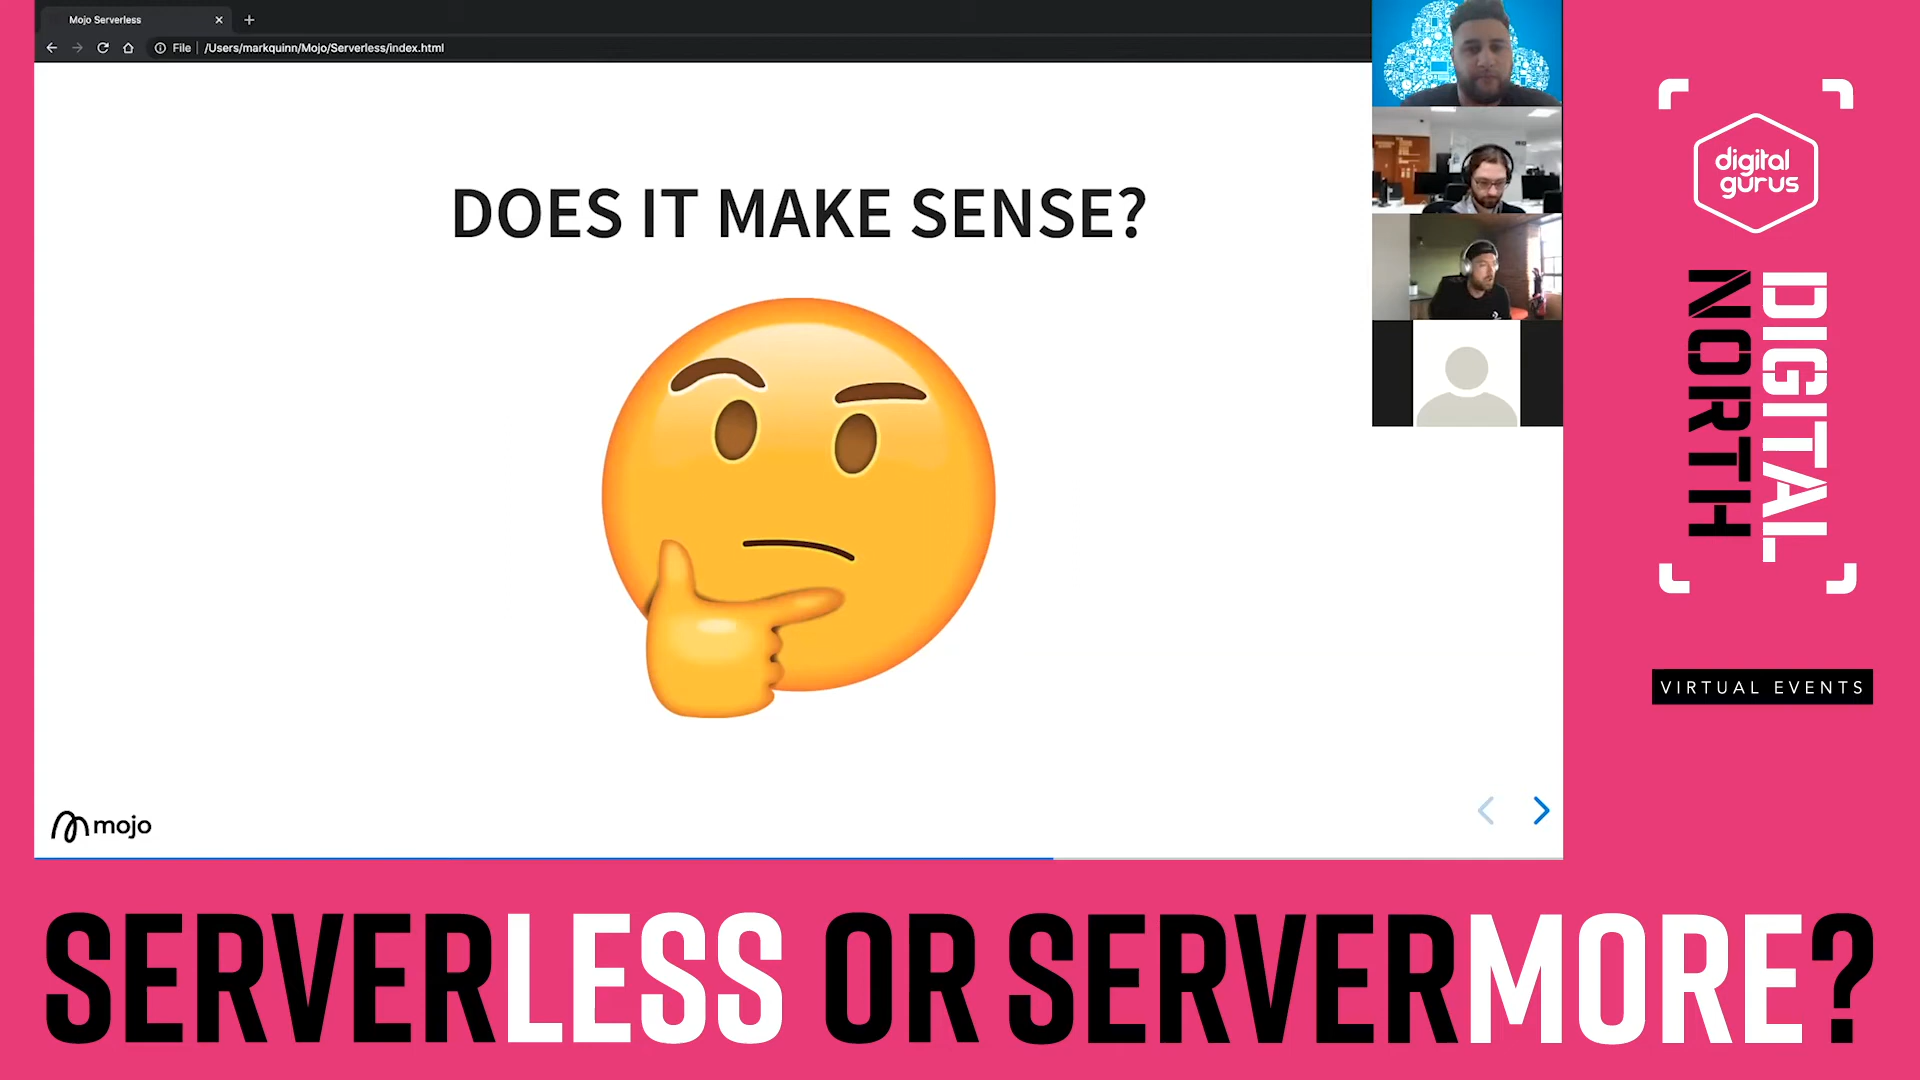 Mojo Serverless
File
/Users/markquinn/Mojo/Serverless/index.html
DOES IT MAKE SENSE?
mojo
digital
gurus
DIGITAL
NORTH
VIRTUAL EVENTS
SERVERLESS OR SERVERMORE?